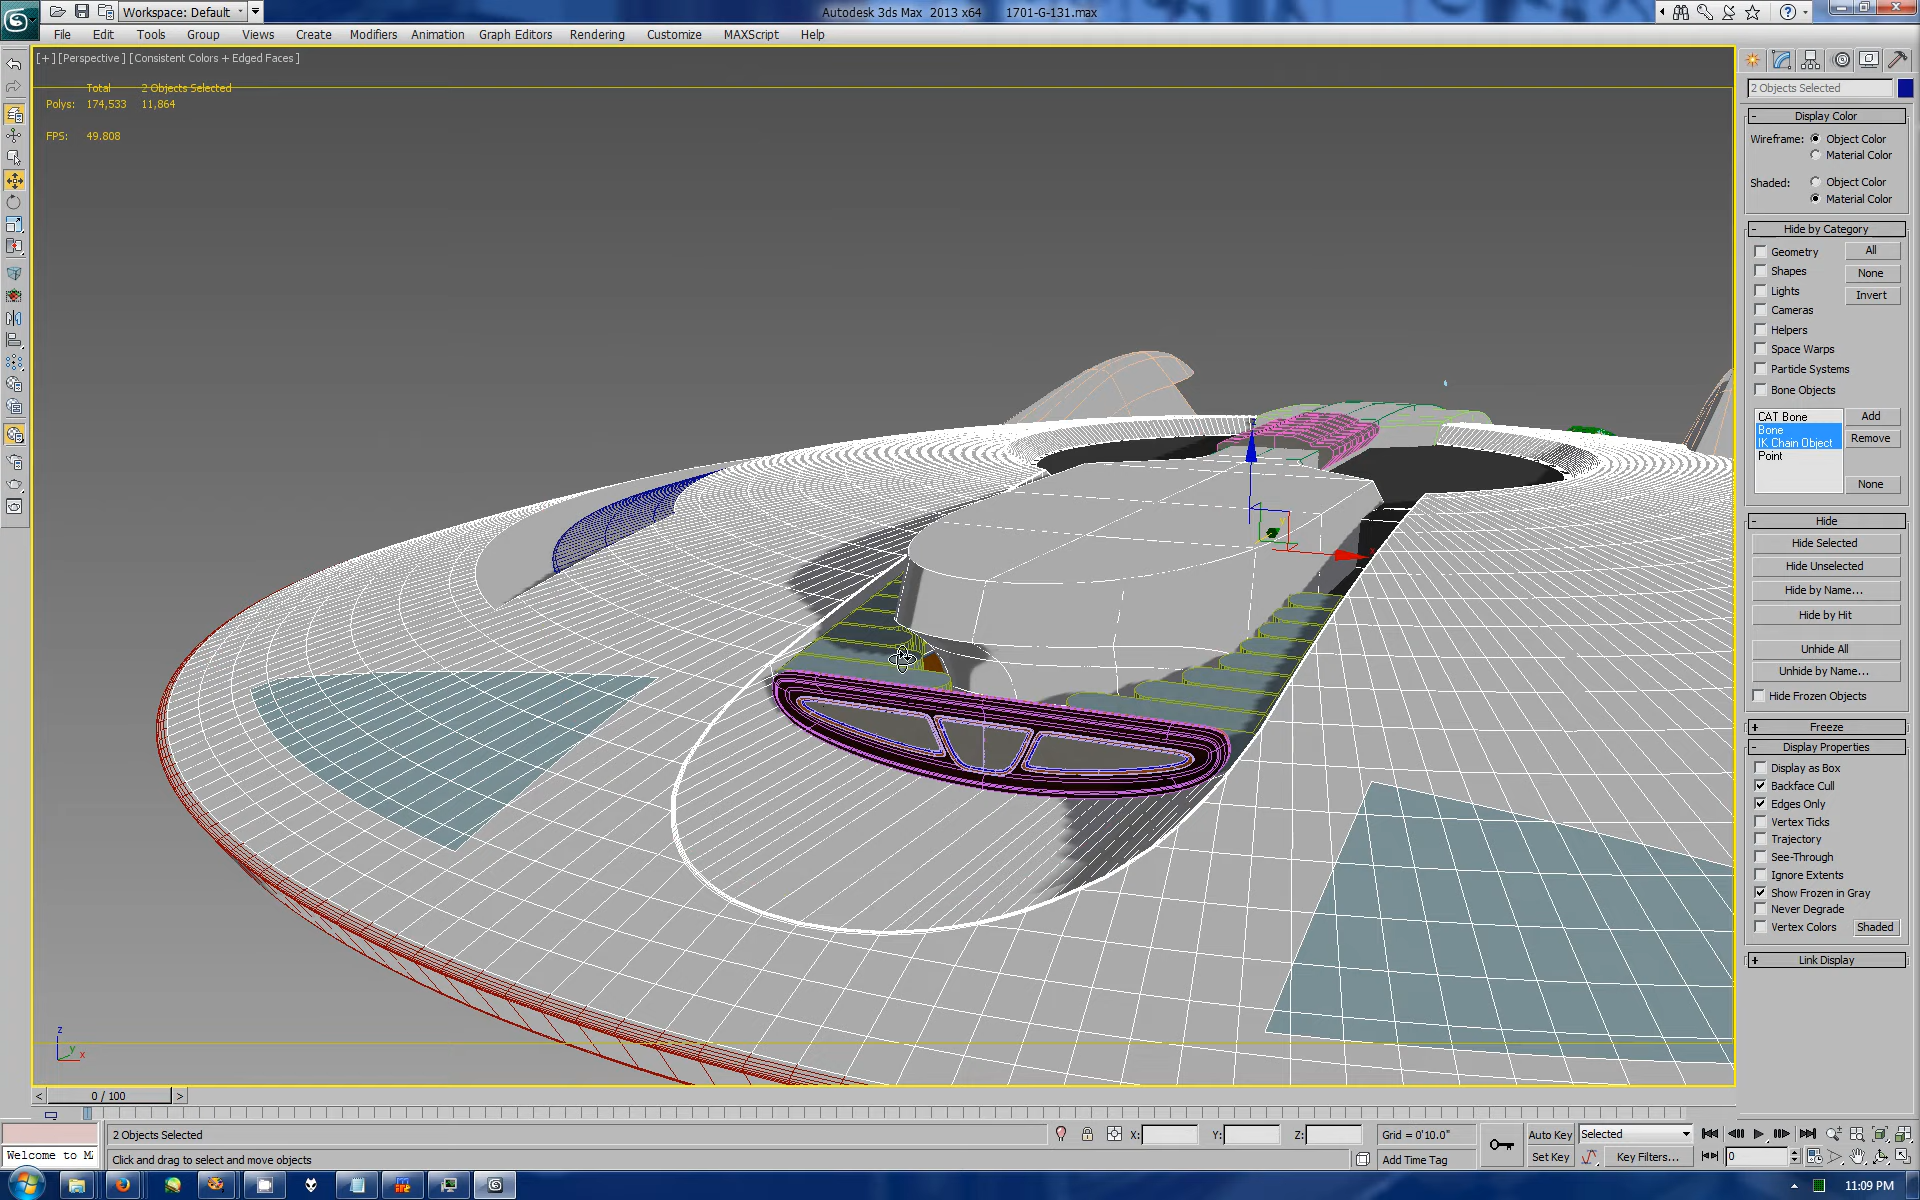 Workspace: Default
Autodesk 3ds Max 2013 x64 1701-G-131.max
File Edit Tools Group Views Create Modifiers Animation Graph Editors Rendering Customize MAXScript Help
[+] [Perspective ] [Consistent Colors + Edged Faces ]
Total 2 Objects Selected
Polys: 174,533 11,864
FPS: 49.808
z
y
x
2 Objects Selected
Display Color
Wireframe: Object Color
Material Color
Shaded: Object Color
Material Color
Hide by Category
Geometry All
Shapes None
Lights Invert
Cameras
Helpers
Space Warps
Particle Systems
Bone Objects
CAT Bone Add
Bone
IK Chain Object Remove
Point
None
Hide
Hide Selected
Hide Unselected
Hide by Name...
Hide by Hit
Unhide All
Unhide by Name...
Hide Frozen Objects
Freeze
Display Properties
Display as Box
Backface Cull
Edges Only
Vertex Ticks
Trajectory
See-Through
Ignore Extents
Show Frozen in Gray
Never Degrade
Vertex Colors Shaded
Link Display
< 0 / 100 >
2 Objects Selected X: Y: Z: Grid = 0'10.0" Auto Key Selected
Welcome to M Click and drag to select and move objects Add Time Tag Set Key Key Filters... 0
11:09 PM